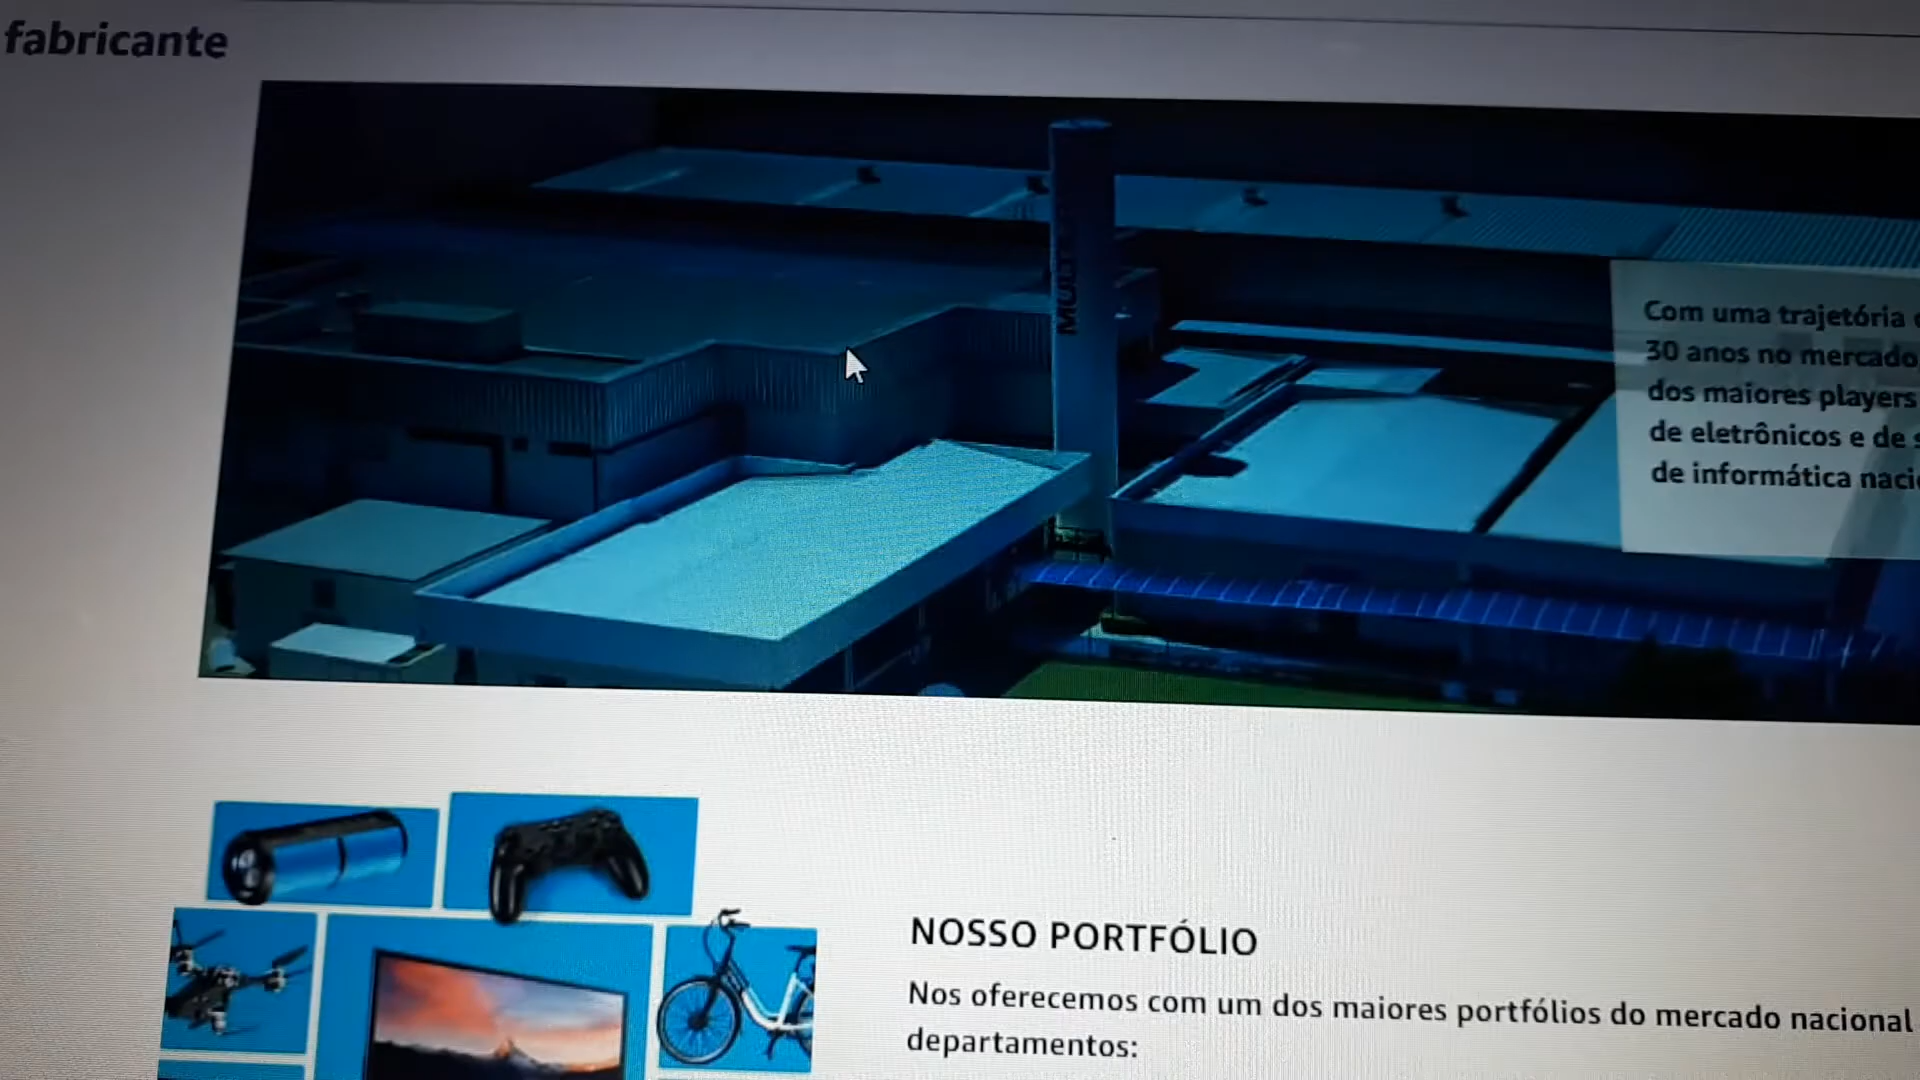 fabricante
Com uma trajetória
30 anos no mercado
dos maiores players
de eletrônicos e de
de informática
NOSSO PORTFÓLIO
Nos oferecemos com um dos maiores portfólios do mercado nacional
departamentos: